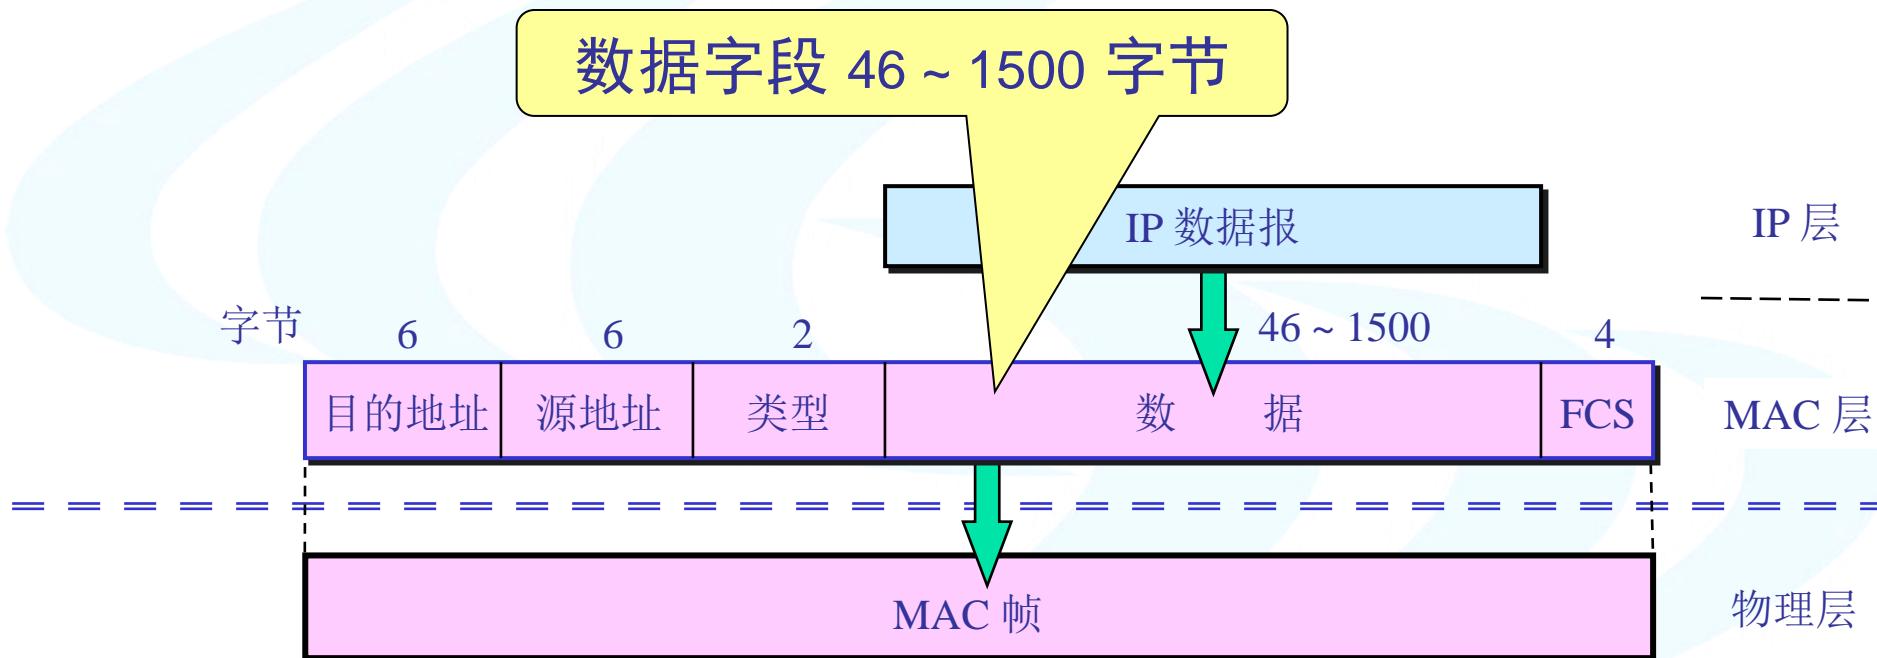 数据字段 46 ~ 1500 字节
IP 数据报
IP 层
字节 6 6 2 46 ~ 1500 4
目的地址 源地址 类型 数 据 FCS MAC 层
MAC 帧
物理层